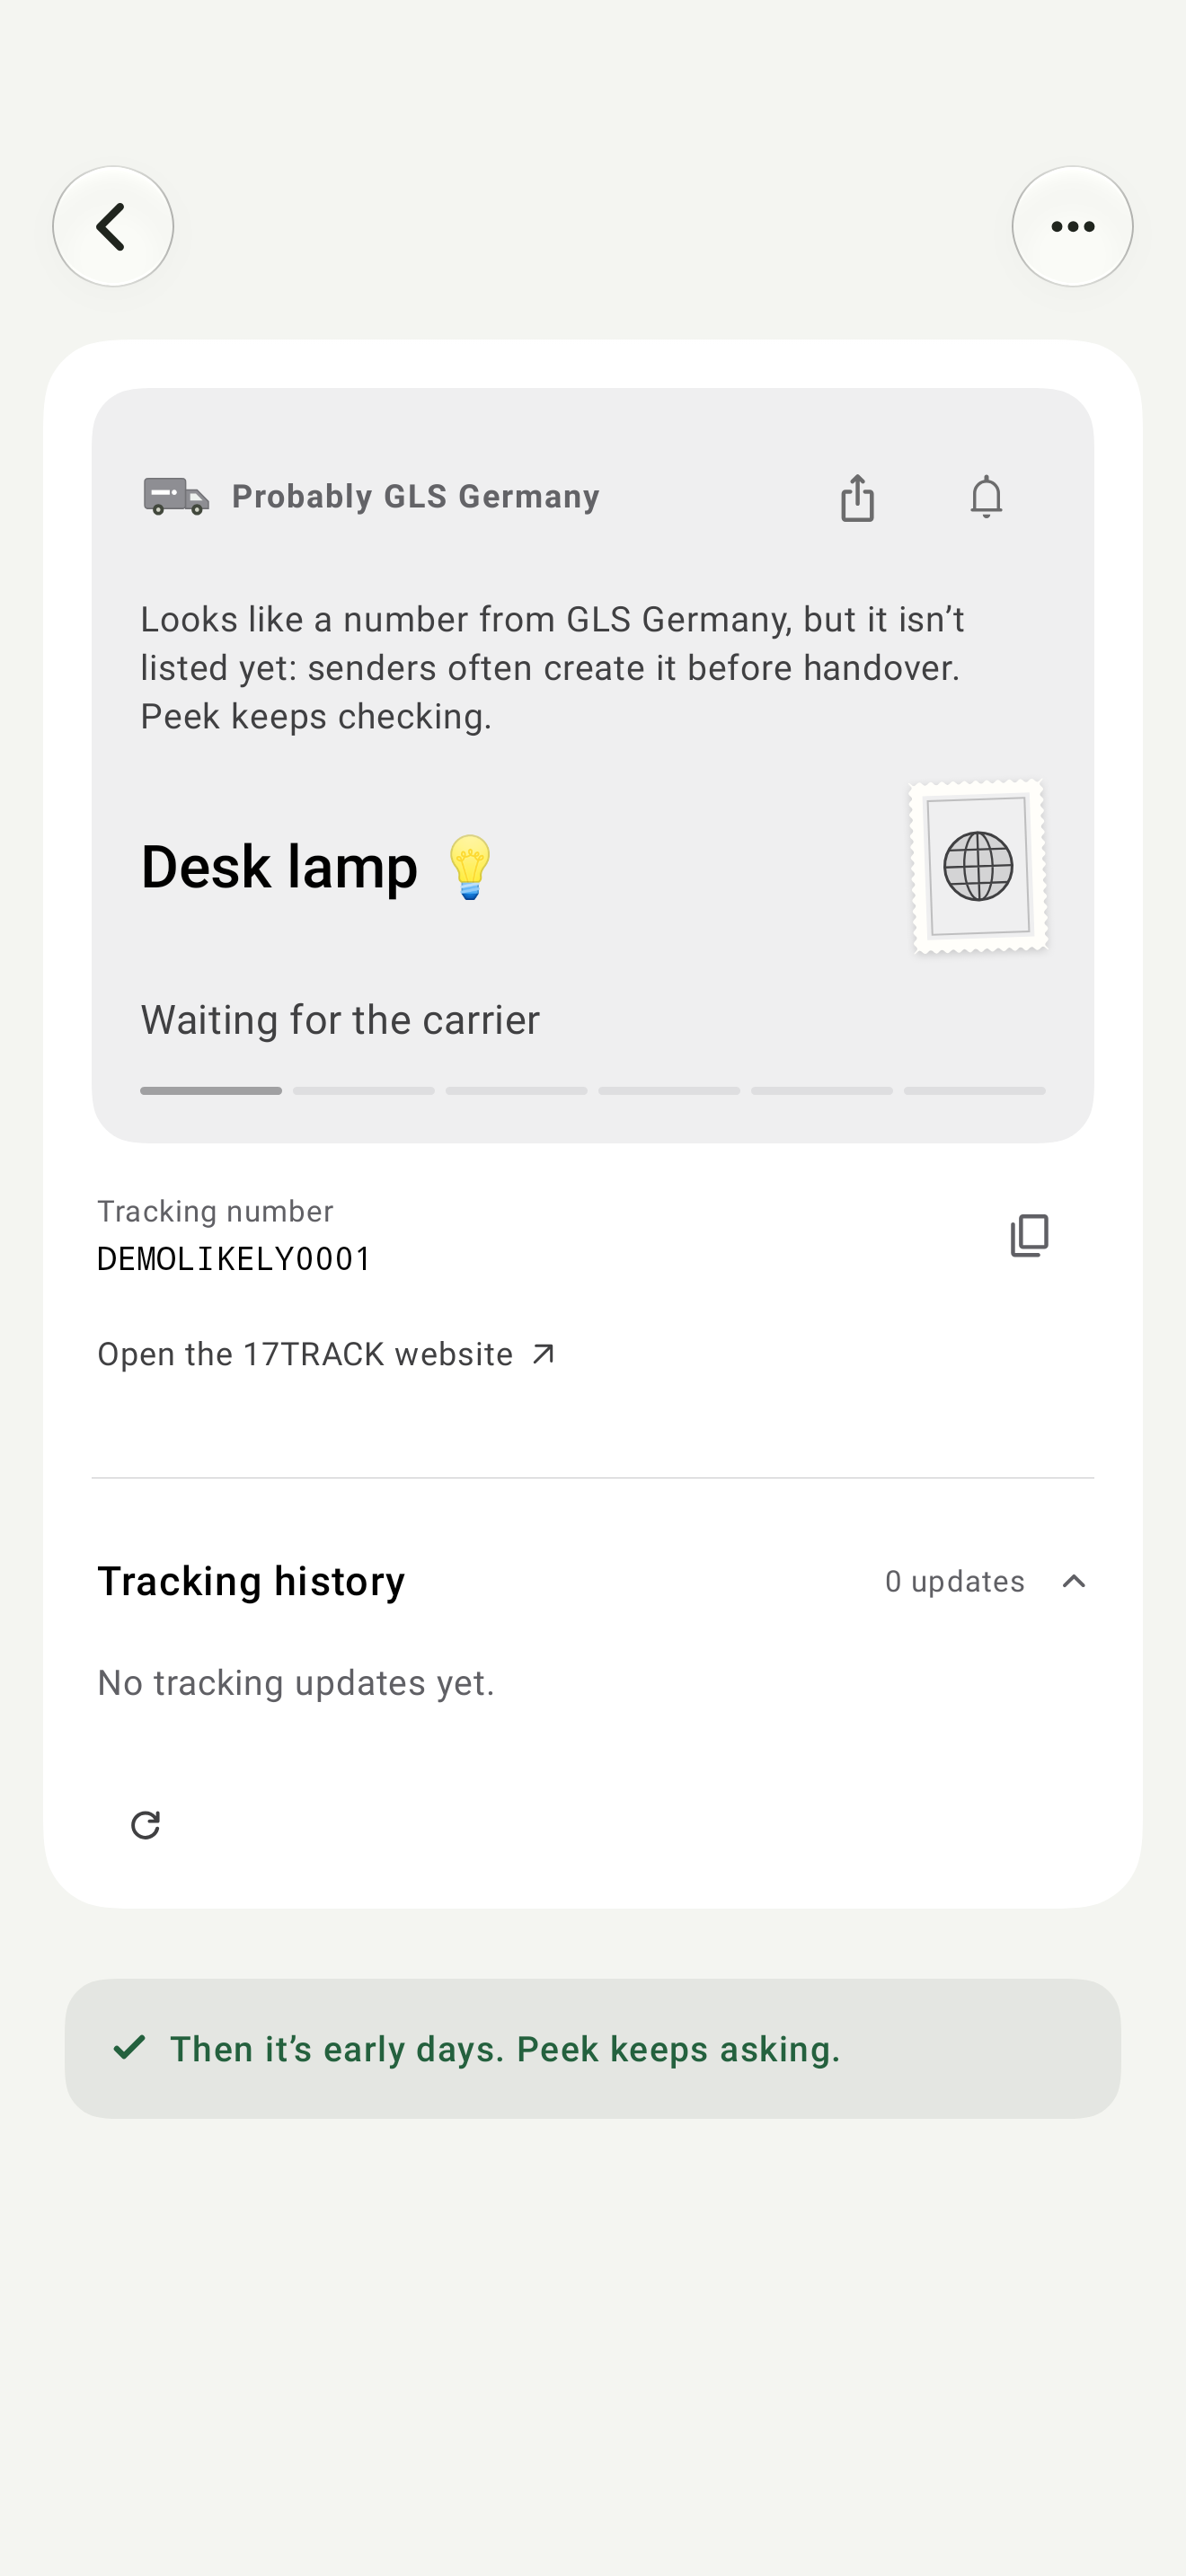 Probably GLS Germany
Looks like a number from GLS Germany, but it isn’t
listed yet: senders often create it before handover.
Peek keeps checking.
Desk lamp 💡
Waiting for the carrier
Tracking number
DEMOLIKELY0001
Open the 17TRACK website
Tracking history
0 updates
No tracking updates yet.
Then it’s early days. Peek keeps asking.